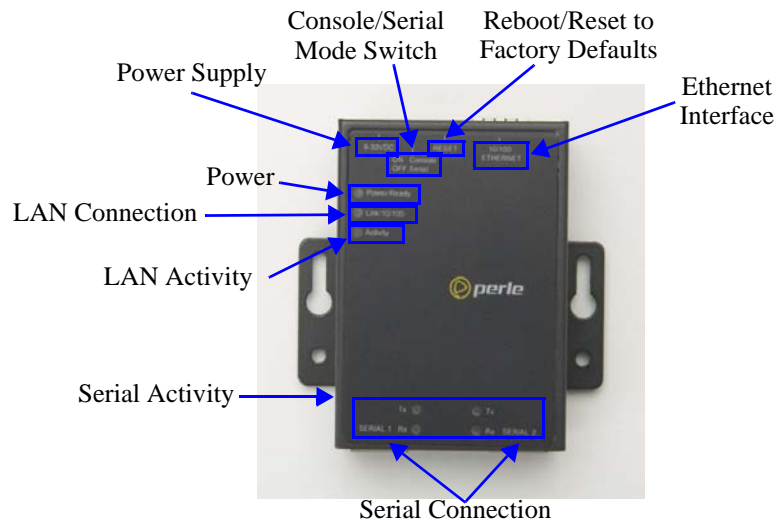 Console/Serial
Mode Switch
Reboot/Reset to
Factory Defaults
Power Supply
Ethernet
Interface
9-30VDC
RESET
10/100
ETHERNET
ON Console
OFF Serial
Power
Power/Ready
LAN Connection
Link/10/100
Activity
LAN Activity
perle
Serial Activity
Tx
Tx
SERIAL 1 Rx
Rx SERIAL 2
Serial Connection